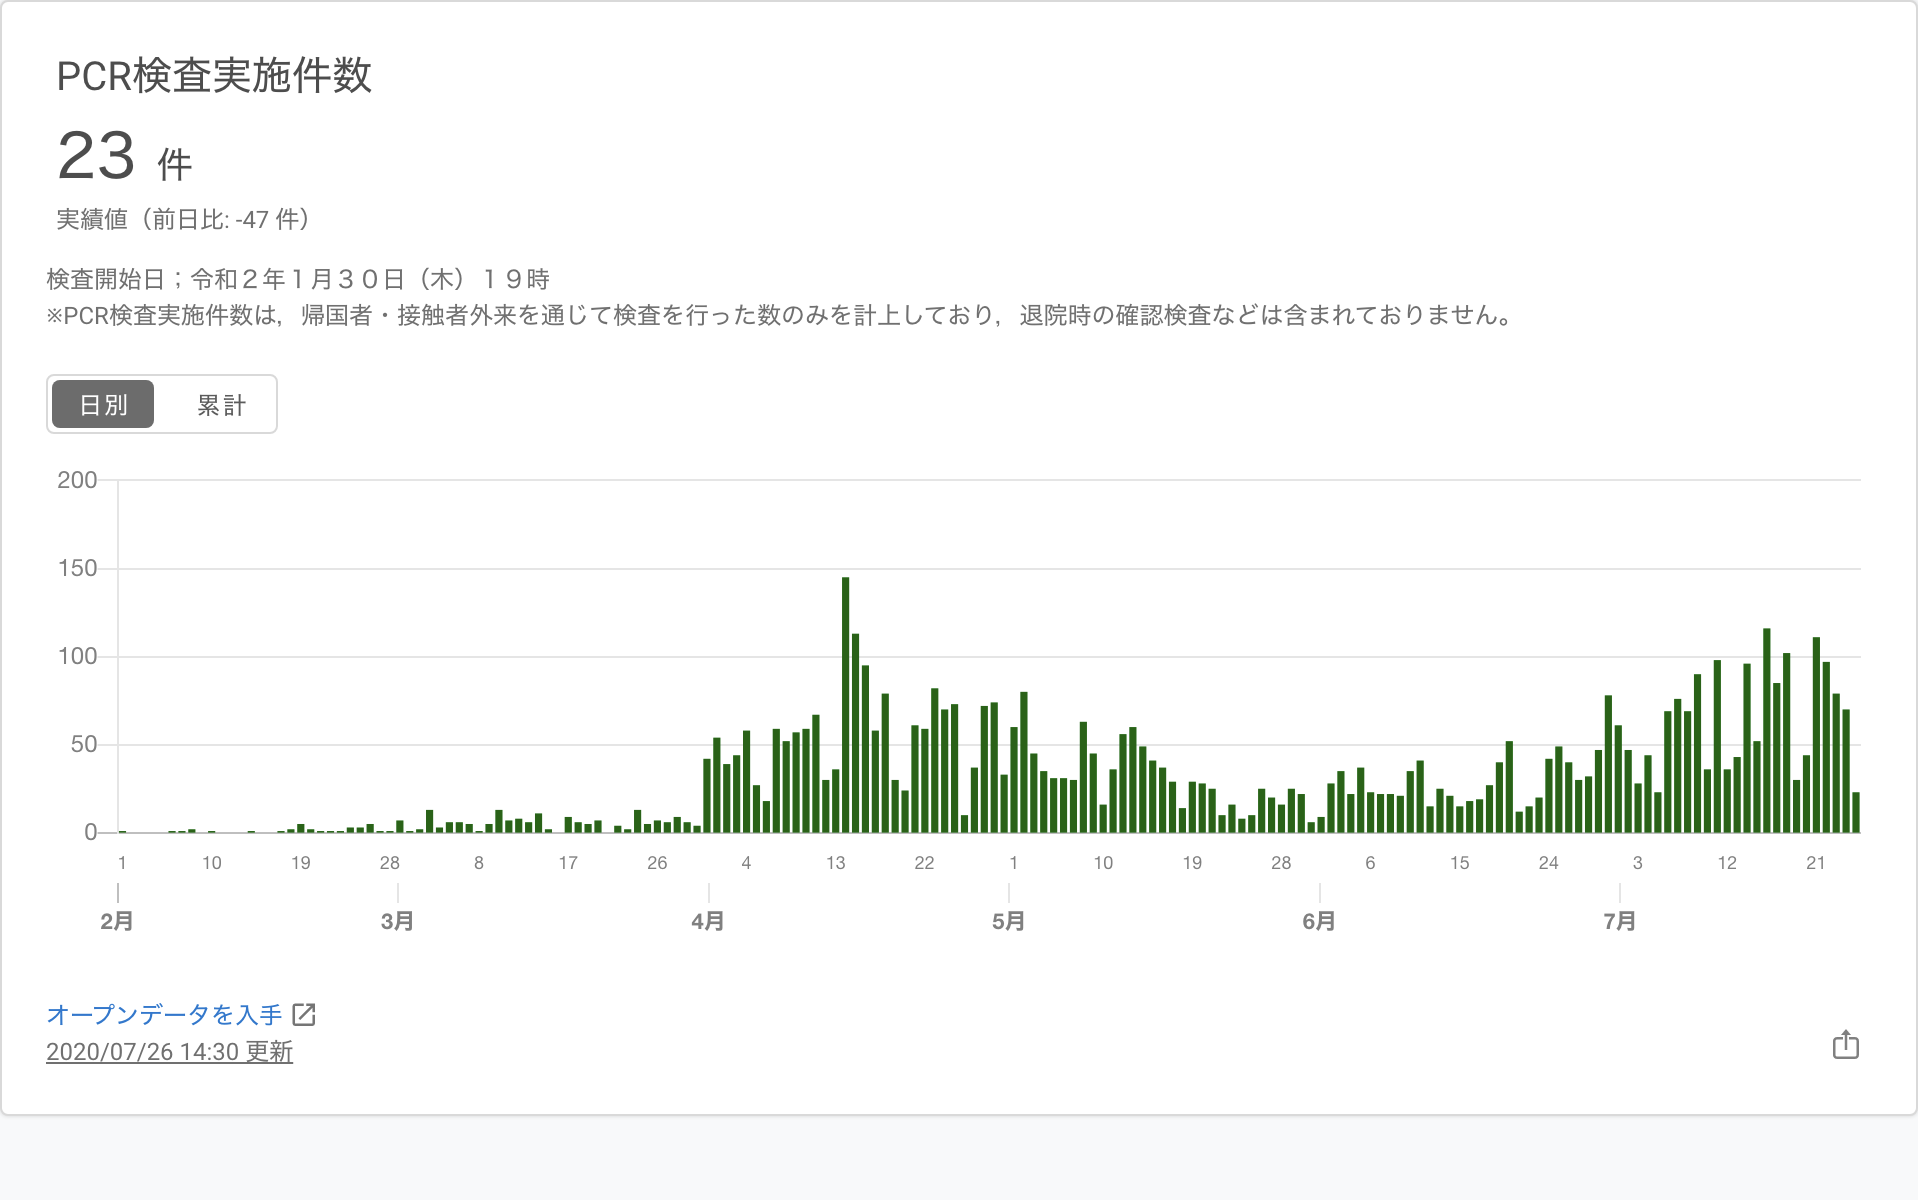 PCR検査実施件数
23 件
実績値（前日比: -47 件）
検査開始日；令和２年１月３０日（木）１９時
※PCR検査実施件数は，帰国者・接触者外来を通じて検査を行った数のみを計上しており，退院時の確認検査などは含まれておりません。
日別 累計
200
150
100
50
0
1 10 19 28 8 17 26 4 13 22 1 10 19 28 6 15 24 3 12 21
2月 3月 4月 5月 6月 7月
オープンデータを入手
2020/07/26 14:30 更新